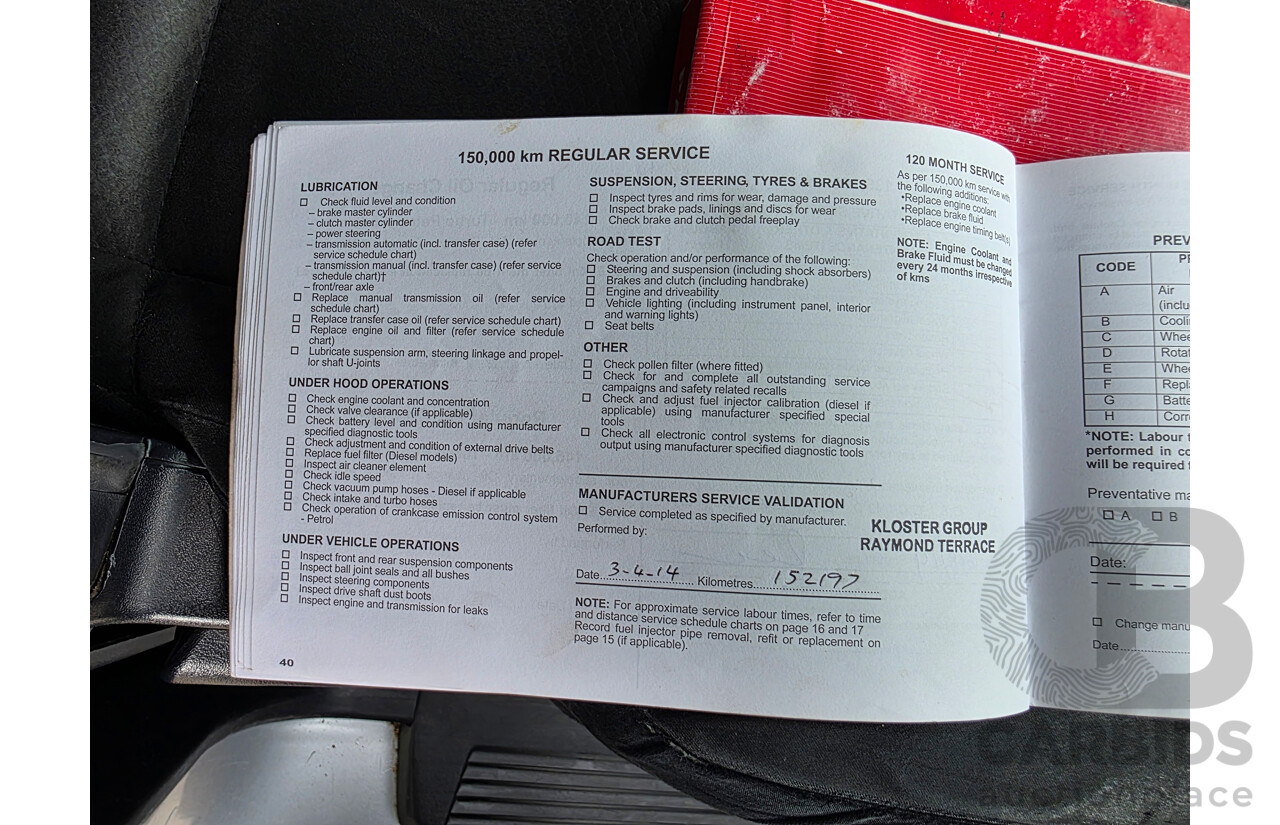 150,000 km REGULAR SERVICE
LUBRICATION
Check fluid level and condition
– brake master cylinder
– clutch master cylinder
– power steering
– transmission automatic (incl. transfer case) (refer
service schedule chart)
– transmission manual (incl. transfer case) (refer service
schedule chart)†
– front/rear axle
Replace manual transmission oil (refer service
schedule chart)
Replace transfer case oil (refer service schedule chart)
Replace engine oil and filter (refer service schedule
chart)
Lubricate suspension arm, steering linkage and propel-
lor shaft U-joints
UNDER HOOD OPERATIONS
Check engine coolant and concentration
Check valve clearance (if applicable)
Check battery level and condition using manufacturer
specified diagnostic tools
Check adjustment and condition of external drive belts
Replace fuel filter (Diesel models)
Inspect air cleaner element
Check idle speed
Check vacuum pump hoses - Diesel if applicable
Check intake and turbo hoses
Check operation of crankcase emission control system
- Petrol
UNDER VEHICLE OPERATIONS
Inspect front and rear suspension components
Inspect ball joint seals and all bushes
Inspect steering components
Inspect drive shaft dust boots
Inspect engine and transmission for leaks
40
SUSPENSION, STEERING, TYRES & BRAKES
Inspect tyres and rims for wear, damage and pressure
Inspect brake pads, linings and discs for wear
Check brake and clutch pedal freeplay
ROAD TEST
Check operation and/or performance of the following:
Steering and suspension (including shock absorbers)
Brakes and clutch (including handbrake)
Engine and driveability
Vehicle lighting (including instrument panel, interior
and warning lights)
Seat belts
OTHER
Check pollen filter (where fitted)
Check for and complete all outstanding service
campaigns and safety related recalls
Check and adjust fuel injector calibration (diesel if
applicable) using manufacturer specified special
tools
Check all electronic control systems for diagnosis
output using manufacturer specified diagnostic tools
MANUFACTURERS SERVICE VALIDATION
Service completed as specified by manufacturer.
Performed by:
KLOSTER GROUP
RAYMOND TERRACE
Date 3-4-14 Kilometres 152197
NOTE: For approximate service labour times, refer to time
and distance service schedule charts on page 16 and 17
Record fuel injector pipe removal, refit or replacement on
page 15 (if applicable).
120 MONTH SERVICE
As per 150,000 km service with
the following additions:
•Replace engine coolant
•Replace brake fluid
•Replace engine timing belt(s)
NOTE: Engine Coolant and
Brake Fluid must be changed
every 24 months irrespective
of kms
PREV
CODE
A Air
(inclu
B Cooli
C Whee
D Rotat
E Whee
F Repla
G Batte
H Corr
*NOTE: Labour t
performed in co
will be required t
Preventative ma
A B
Date:
Change manu
Date
CARBIDS
auction place